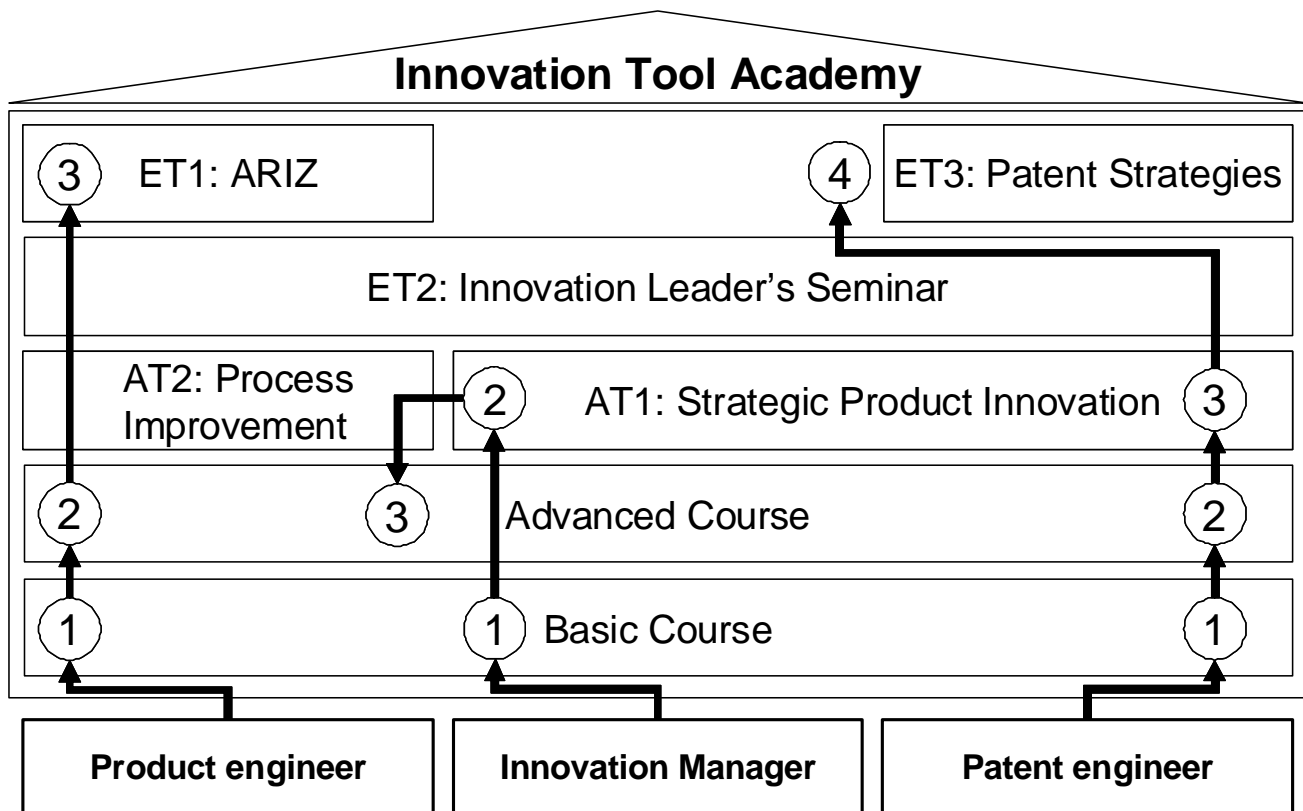 Innovation Tool Academy
3 ET1: ARIZ
4 ET3: Patent Strategies
ET2: Innovation Leader’s Seminar
AT2: Process
Improvement
2 AT1: Strategic Product Innovation 3
2 3 Advanced Course 2
1 1 Basic Course 1
Product engineer
Innovation Manager
Patent engineer